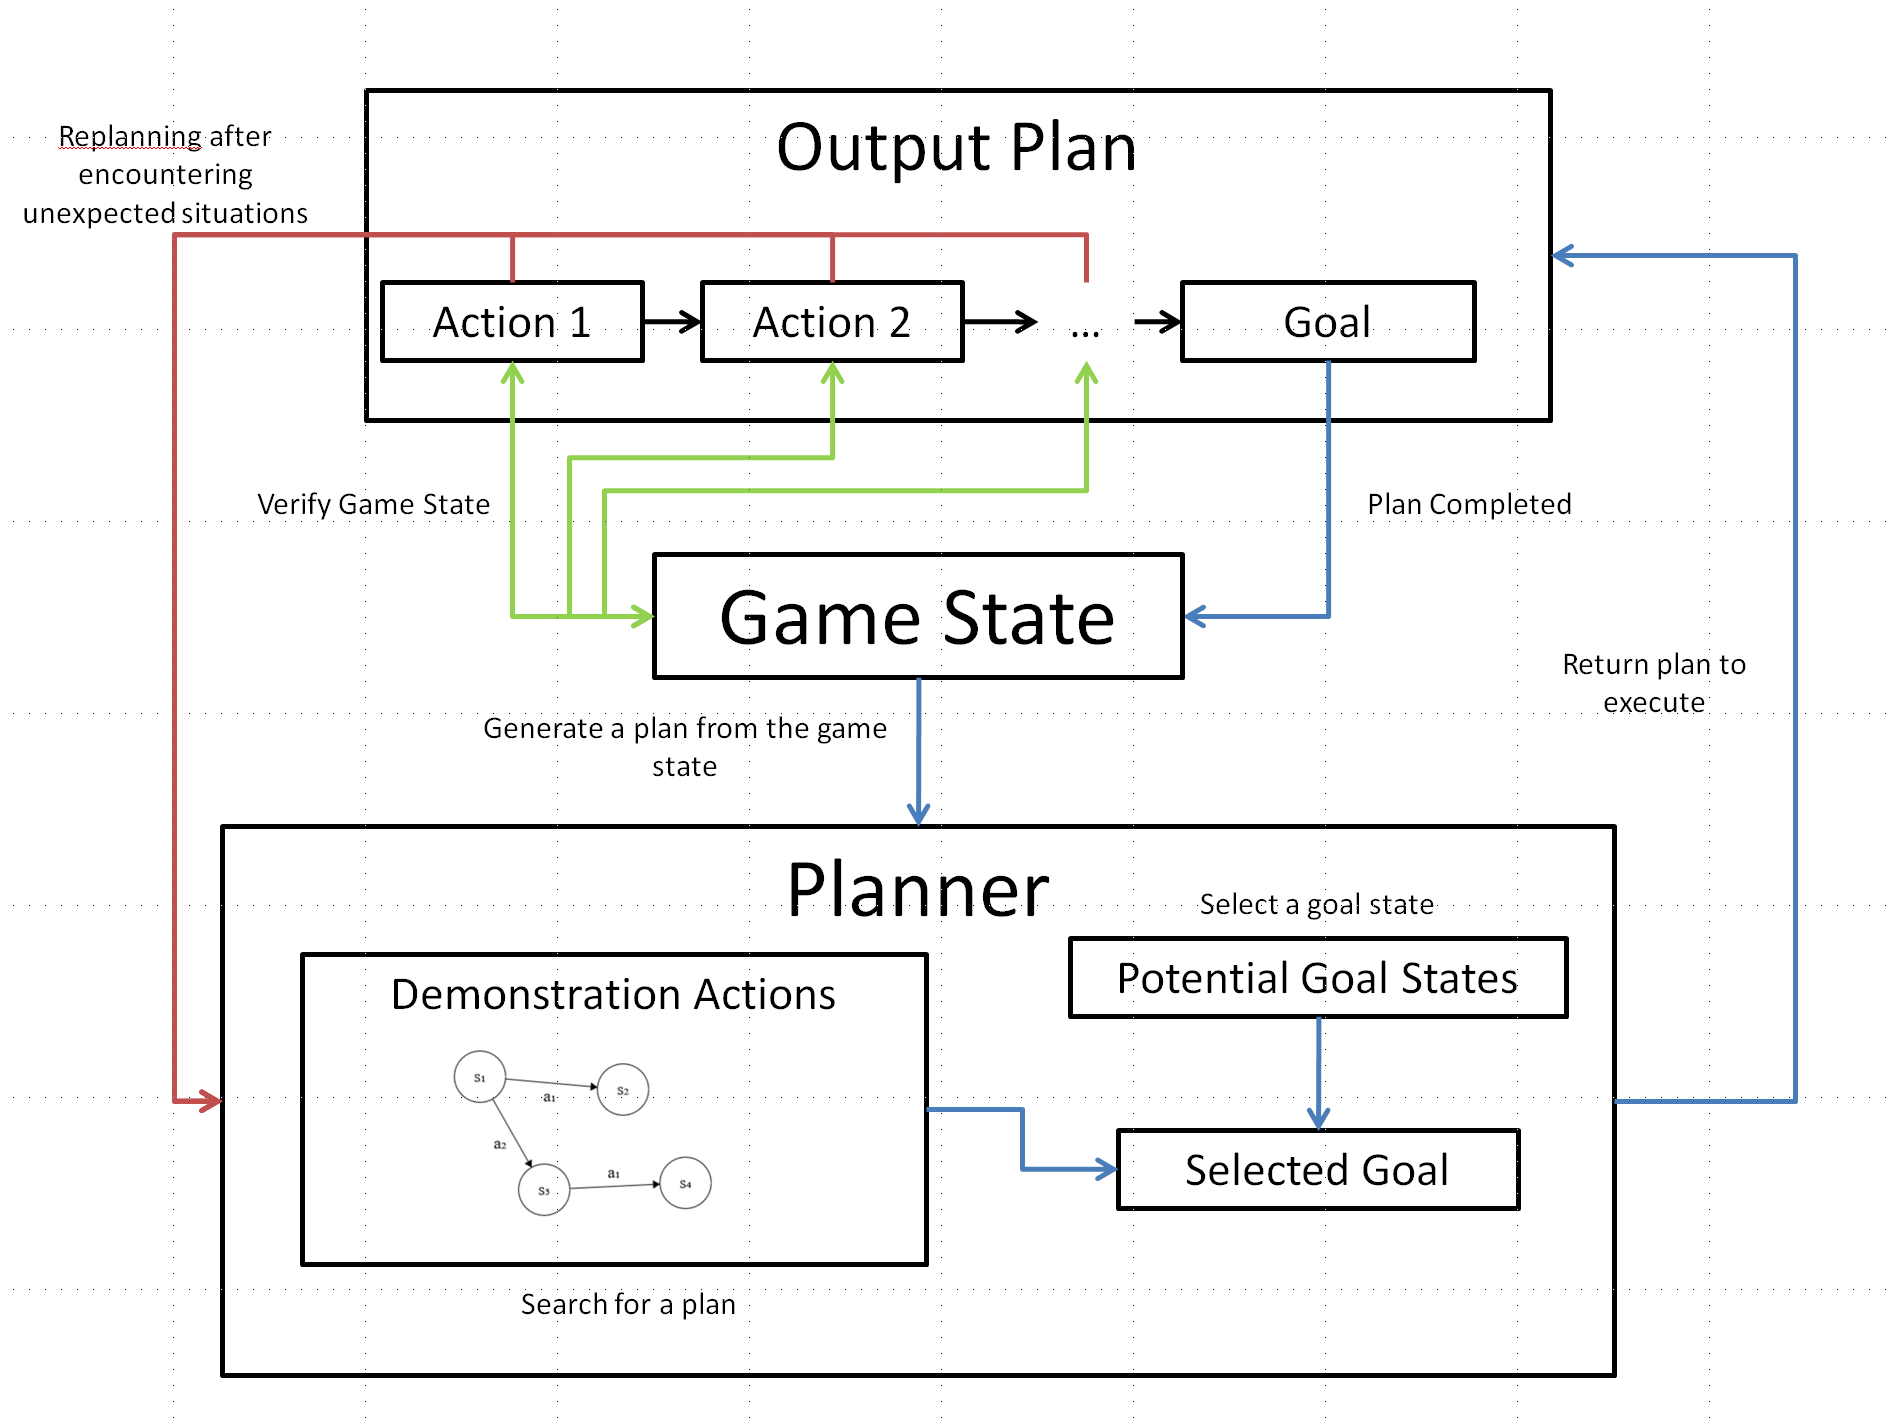 Output Plan
Replanning after
encountering
unexpected situations
Action 1
Action 2
...
Goal
Verify Game State
Plan Completed
Game State
Return plan to
execute
Generate a plan from the game
state
Planner
Select a goal state
Demonstration Actions
Potential Goal States
s₁
s₂
a₁
a₂
s₃
a₁
s₄
Selected Goal
Search for a plan